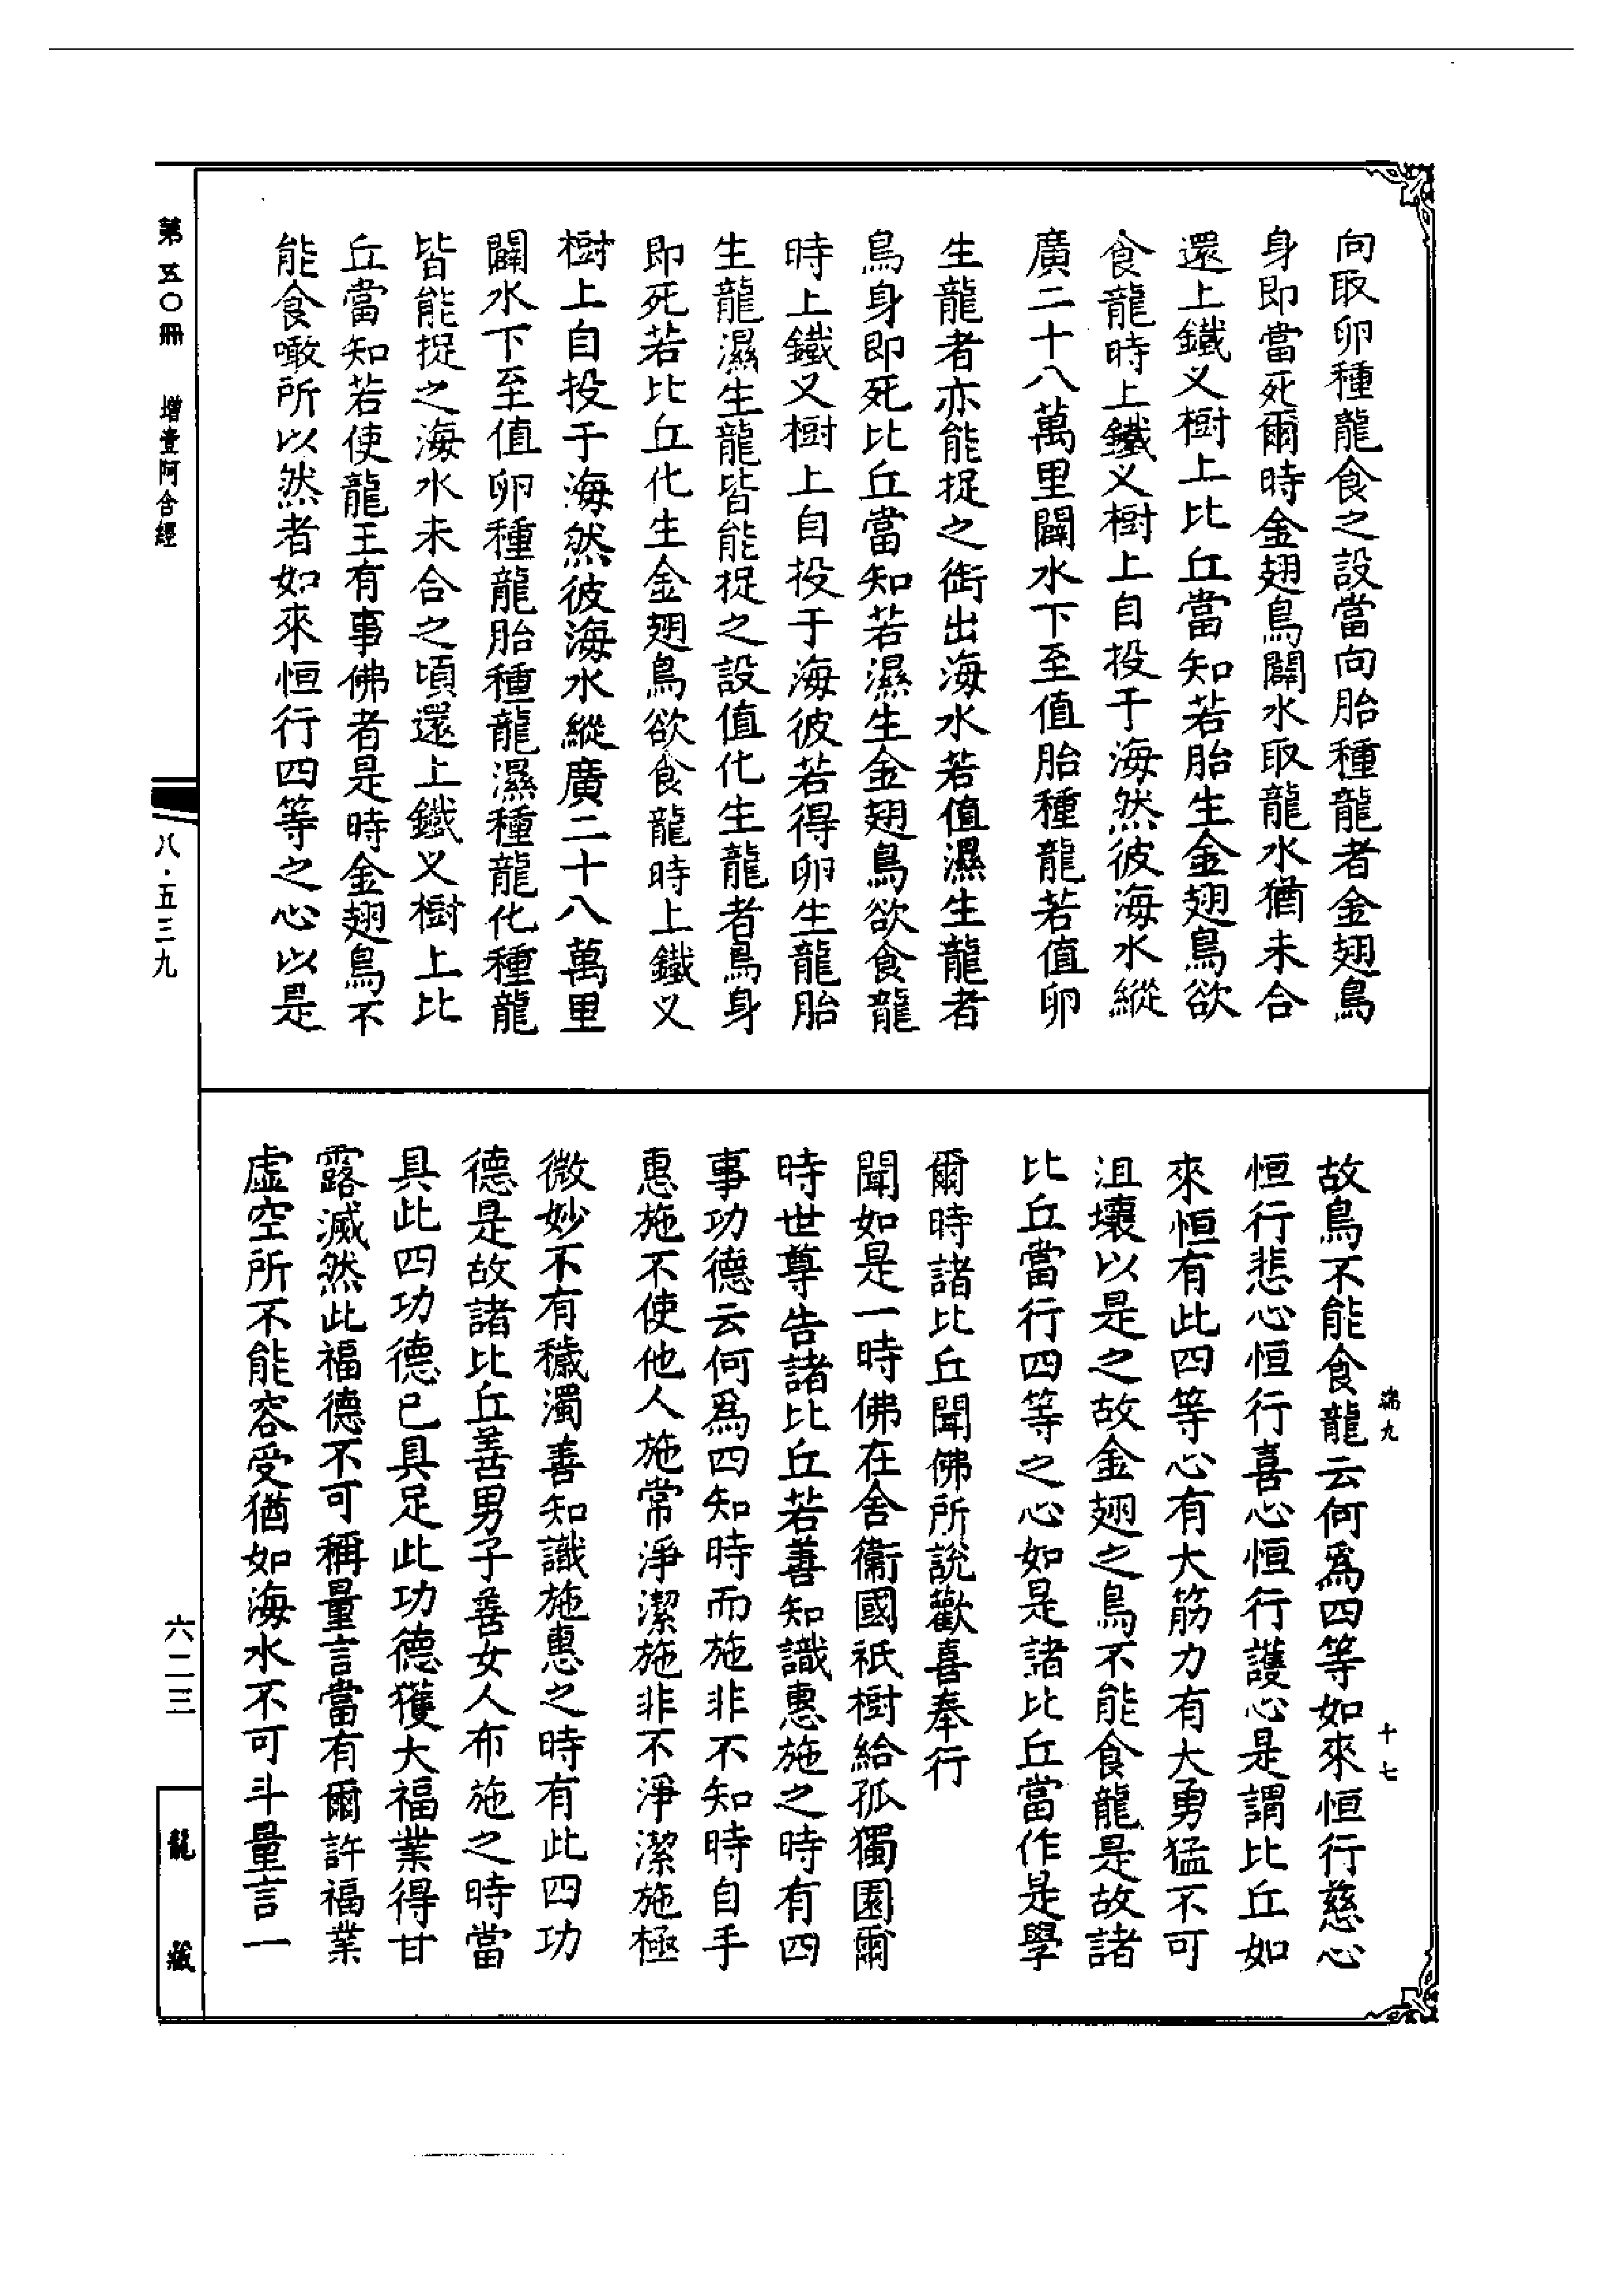 向取卵種龍食之設當向胎種龍者金翅鳥
身即當死爾時金翅鳥闢水取龍水猶未合
還上鐵叉樹上比丘當知若胎生金翅鳥欲
食龍時上鐵叉樹上自投于海然彼海水縱
廣二十八萬里闢水下至值胎種龍若值卵
生龍者亦能捉之銜出海水若值濕生龍者
鳥身即死比丘當知若濕生金翅鳥欲食龍
時上鐵叉樹上自投于海彼若得卵生龍胎
生龍濕生龍皆能捉之設值化生龍者鳥身
即死若比丘化生金翅鳥欲食龍時上鐵叉
樹上自投于海然彼海水縱廣二十八萬里
闢水下至值卵種龍胎種龍濕種龍化種龍
皆能捉之海水未合之頃還上鐵叉樹上比
丘當知若使龍王有事佛者是時金翅鳥不
能食噉所以然者如來恒行四等之心以是
故鳥不能食龍云何為四等如來恒行慈心
恒行悲心恒行喜心恒行護心是謂比丘如
來恒有此四等心有大筋力有大勇猛不可
沮壞以是之故金翅之鳥不能食龍是故諸
比丘當行四等之心如是諸比丘當作是學
爾時諸比丘聞佛所說歡喜奉行
聞如是一時佛在舍衛國祇樹給孤獨園爾
時世尊告諸比丘若善知識惠施之時有四
事功德云何為四知時而施非不知時自手
惠施不使他人施常淨潔施非不淨潔施極
微妙不有穢濁善知識施惠之時有此四功
德是故諸比丘善男子善女人布施之時當
具此四功德已具足此功德獲大福業得甘
露滅然此福德不可稱量言當有爾許福業
虛空所不能容受猶如海水不可斗量言一
端九
十七
第五〇冊 增壹阿含經
八·五三九
六二三
龍藏